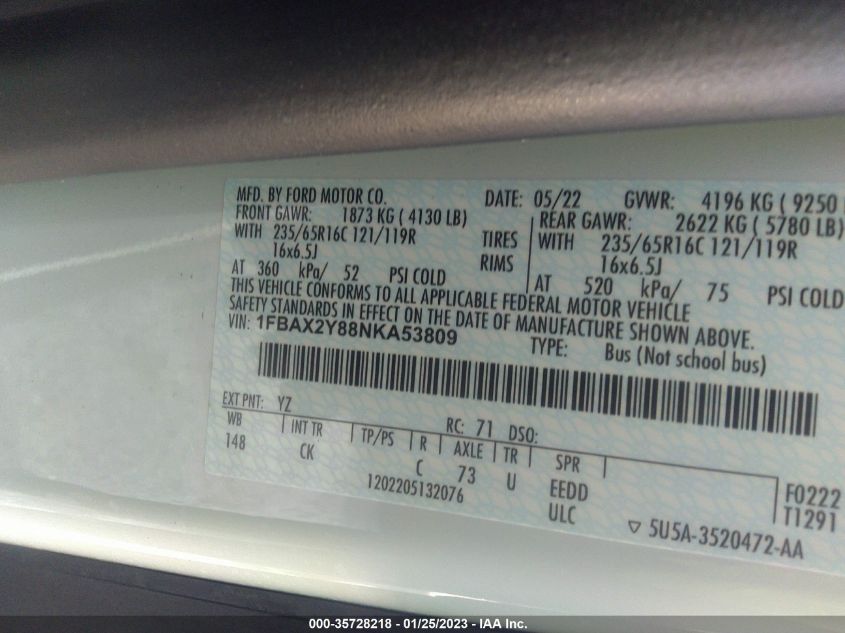 MFD. BY FORD MOTOR CO. DATE: 05/22 GVWR: 4196 KG ( 9250
FRONT GAWR: 1873 KG ( 4130 LB) REAR GAWR: 2622 KG ( 5780 LB)
WITH 235/65R16C 121/119R TIRES WITH 235/65R16C 121/119R
16x6.5J RIMS 16x6.5J
AT 360 kPa/ 52 PSI COLD AT 520 kPa/ 75 PSI COLD
THIS VEHICLE CONFORMS TO ALL APPLICABLE FEDERAL MOTOR VEHICLE
SAFETY STANDARDS IN EFFECT ON THE DATE OF MANUFACTURE SHOWN ABOVE.
VIN: 1FBAX2Y88NKA53809 TYPE: Bus (Not school bus)
EXT PNT: YZ RC: 71 DSO:
WB INT TR TP/PS R AXLE TR SPR
148 CK C 73 U EEDD F0222
1202205132076 ULC T1291
5U5A-3520472-AA
000-35728218 - 01/25/2023 - IAA Inc.